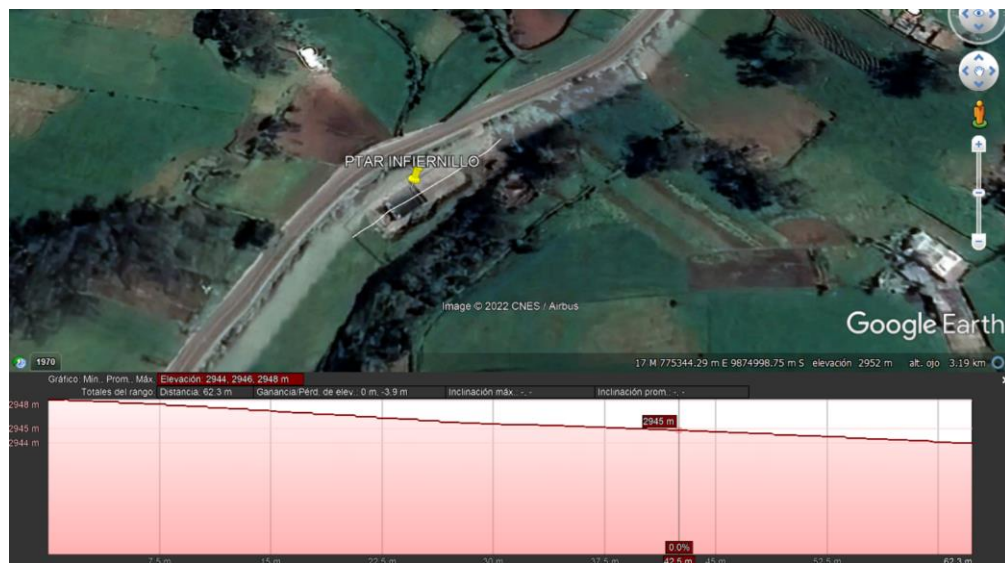 PTAR INFIERNILLO
Image © 2022 CNES / Airbus
Google Earth
1970
17 M 775344.29 m E 9874998.75 m S elevación 2952 m alt. ojo 3.19 km
Gráfico: Mín., Prom., Máx. Elevación: 2944, 2946, 2948 m
Totales del rango: Distancia: 62.3 m Ganancia/Pérd. de elev.: 0 m, -3.9 m Inclinación máx.: -, - Inclinación prom.: -, -
2948 m
2945 m
2945 m
2944 m
0.0%
7.5 m 15 m 22.5 m 30 m 37.5 m 42.5 m 45 m 52.5 m 62.3 m